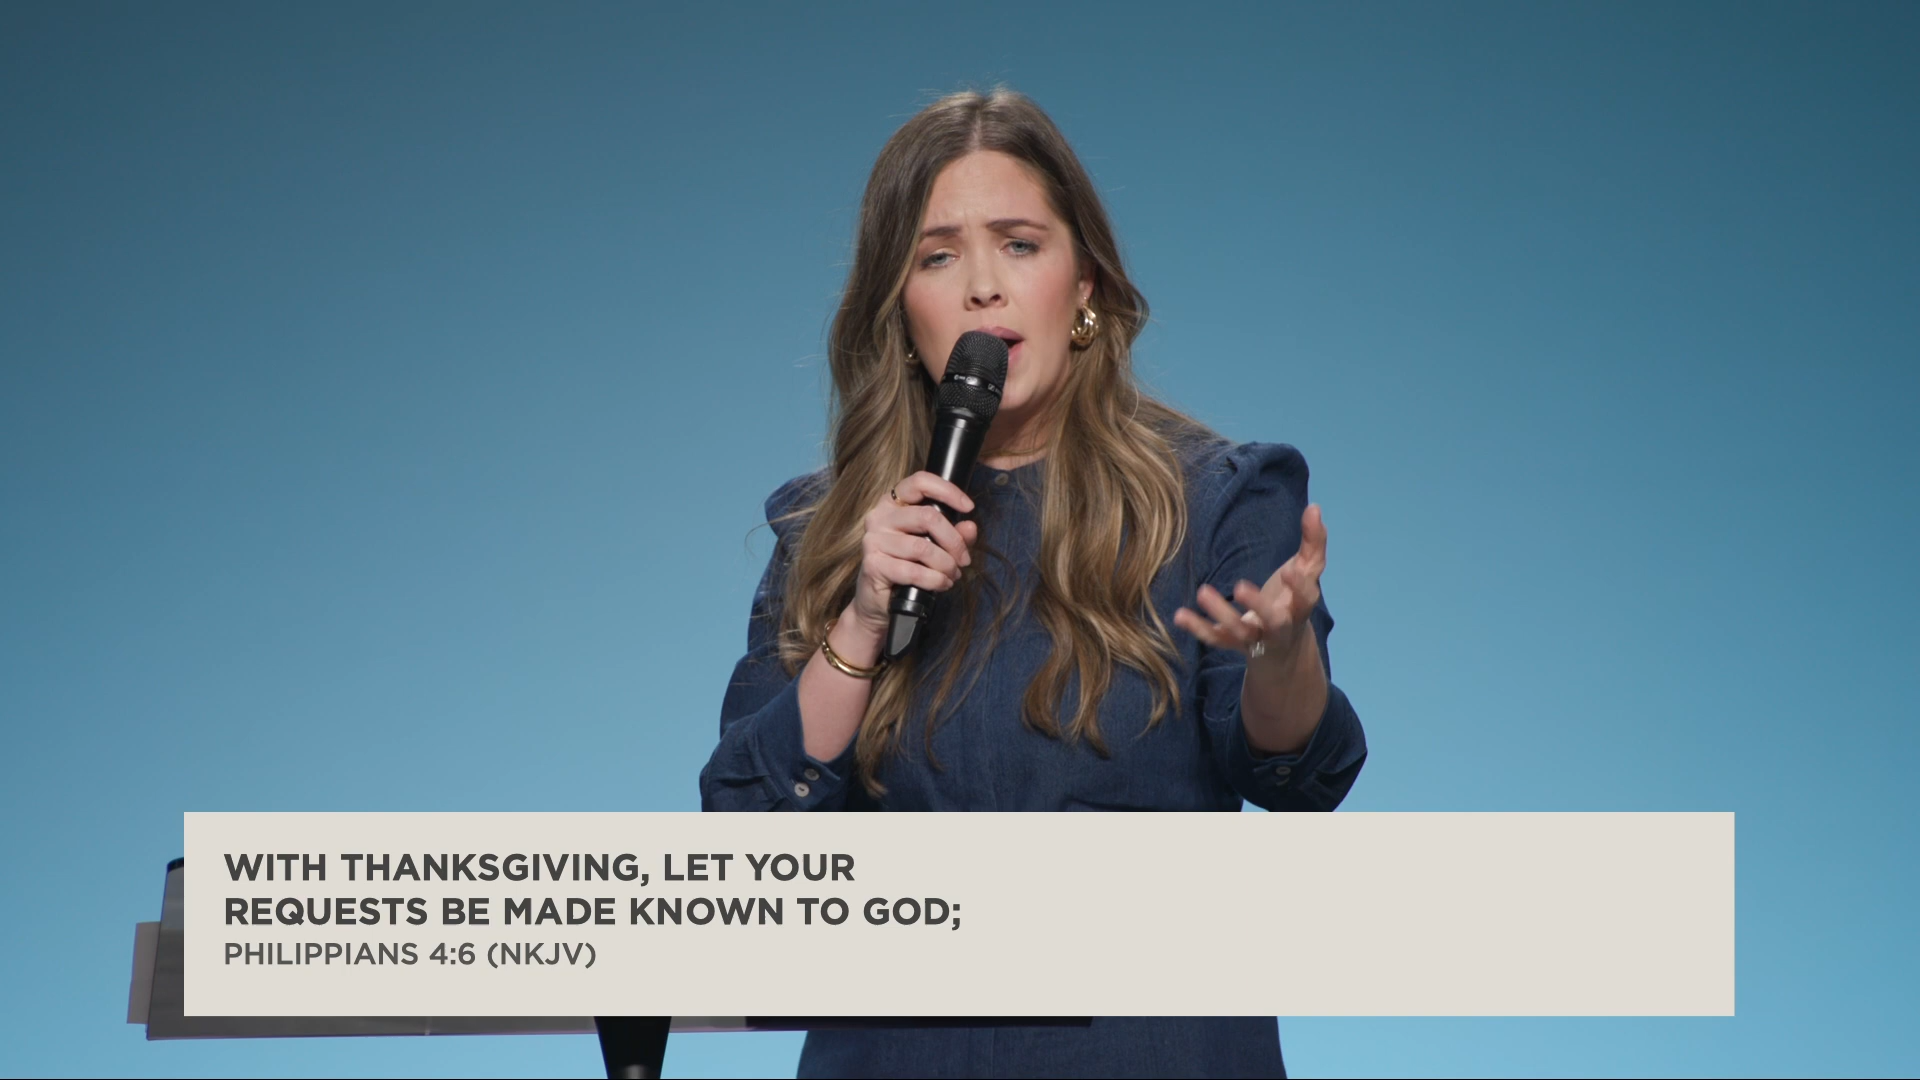 WITH THANKSGIVING, LET YOUR
REQUESTS BE MADE KNOWN TO GOD;
PHILIPPIANS 4:6 (NKJV)